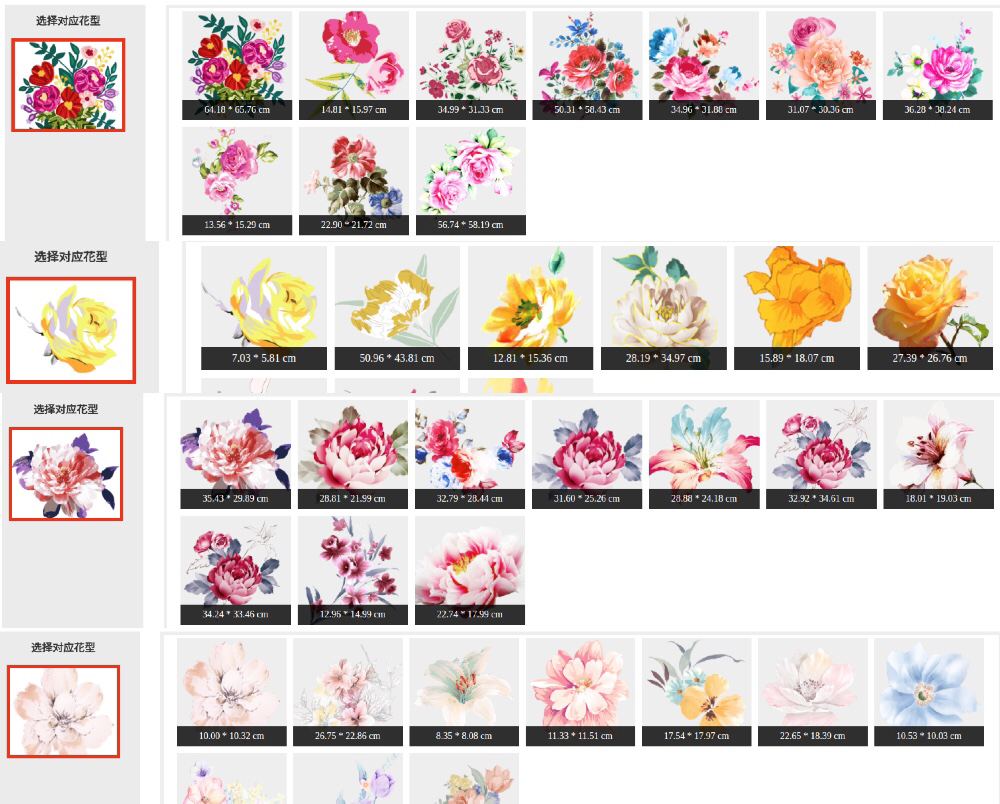 选择对应花型
64.18 * 65.76 cm
14.81 * 15.97 cm
34.99 * 31.33 cm
50.31 * 58.43 cm
34.96 * 31.88 cm
31.07 * 30.36 cm
36.28 * 38.24 cm
13.56 * 15.29 cm
22.90 * 21.72 cm
56.74 * 58.19 cm
选择对应花型
7.03 * 5.81 cm
50.96 * 43.81 cm
12.81 * 15.36 cm
28.19 * 34.97 cm
15.89 * 18.07 cm
27.39 * 26.76 cm
选择对应花型
35.43 * 29.89 cm
28.81 * 21.99 cm
32.79 * 28.44 cm
31.60 * 25.26 cm
28.88 * 24.18 cm
32.92 * 34.61 cm
18.01 * 19.03 cm
34.24 * 33.46 cm
12.96 * 14.99 cm
22.74 * 17.99 cm
选择对应花型
10.00 * 10.32 cm
26.75 * 22.86 cm
8.35 * 8.08 cm
11.33 * 11.51 cm
17.54 * 17.97 cm
22.65 * 18.39 cm
10.53 * 10.03 cm